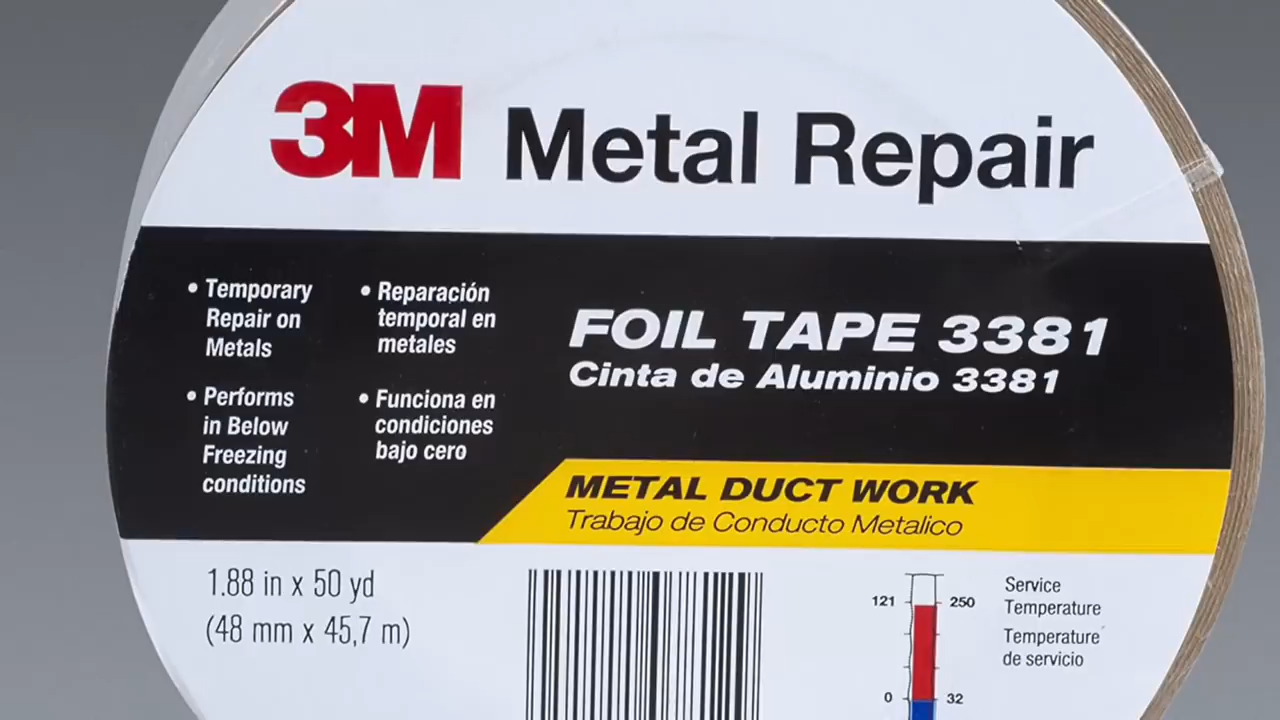 3M Metal Repair
• Temporary
Repair on
Metals
• Performs
in Below
Freezing
conditions
• Reparación
temporal en
metales
• Funciona en
condiciones
bajo cero
FOIL TAPE 3381
Cinta de Aluminio 3381
METAL DUCT WORK
Trabajo de Conducto Metalico
1.88 in x 50 yd
(48 mm x 45,7 m)
121 250
0 32
Service
Temperature
Temperature
de servicio